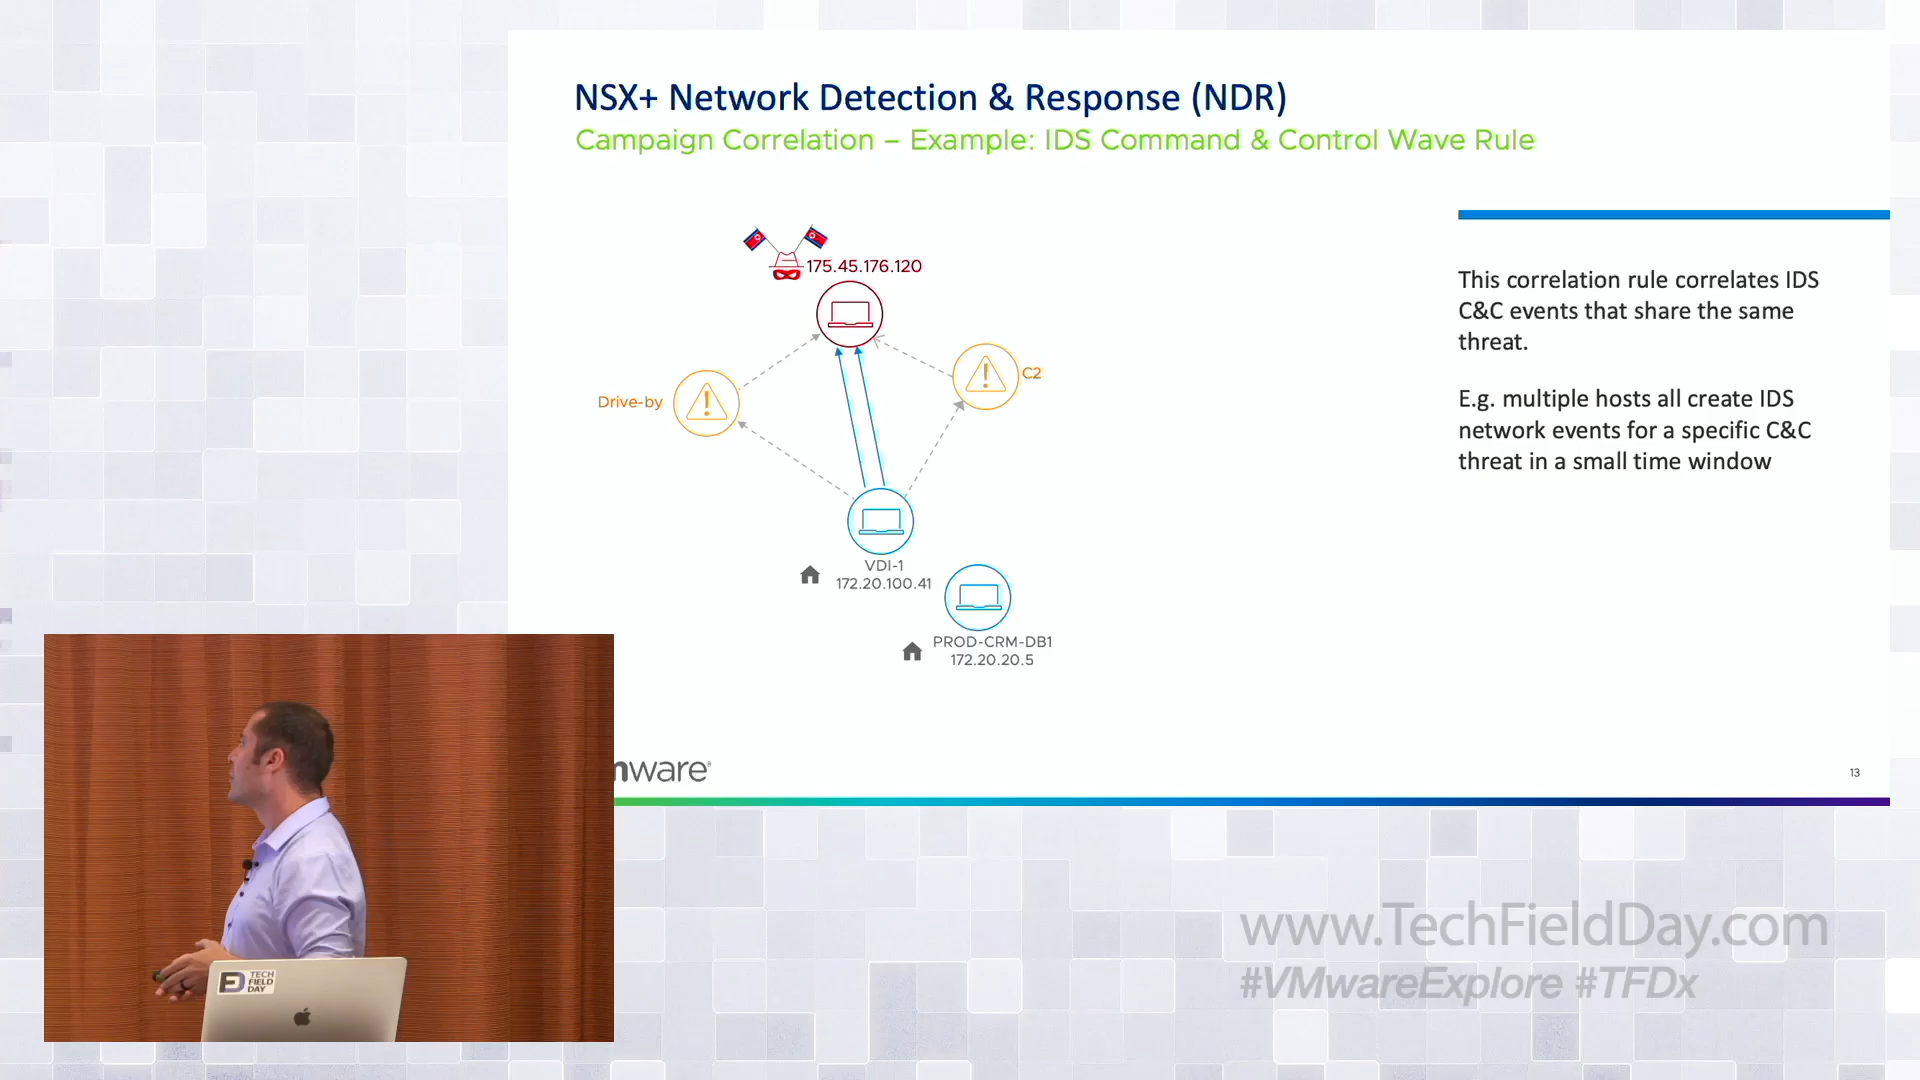 NSX+ Network Detection & Response (NDR)
Campaign Correlation – Example: IDS Command & Control Wave Rule
175.45.176.120
Drive-by
C2
VDI-1
172.20.100.41
PROD-CRM-DB1
172.20.20.5
This correlation rule correlates IDS
C&C events that share the same
threat.
E.g. multiple hosts all create IDS
network events for a specific C&C
threat in a small time window
mware®
13
TECH
FIELD
DAY
www.TechFieldDay.com
#VMwareExplore #TFDx